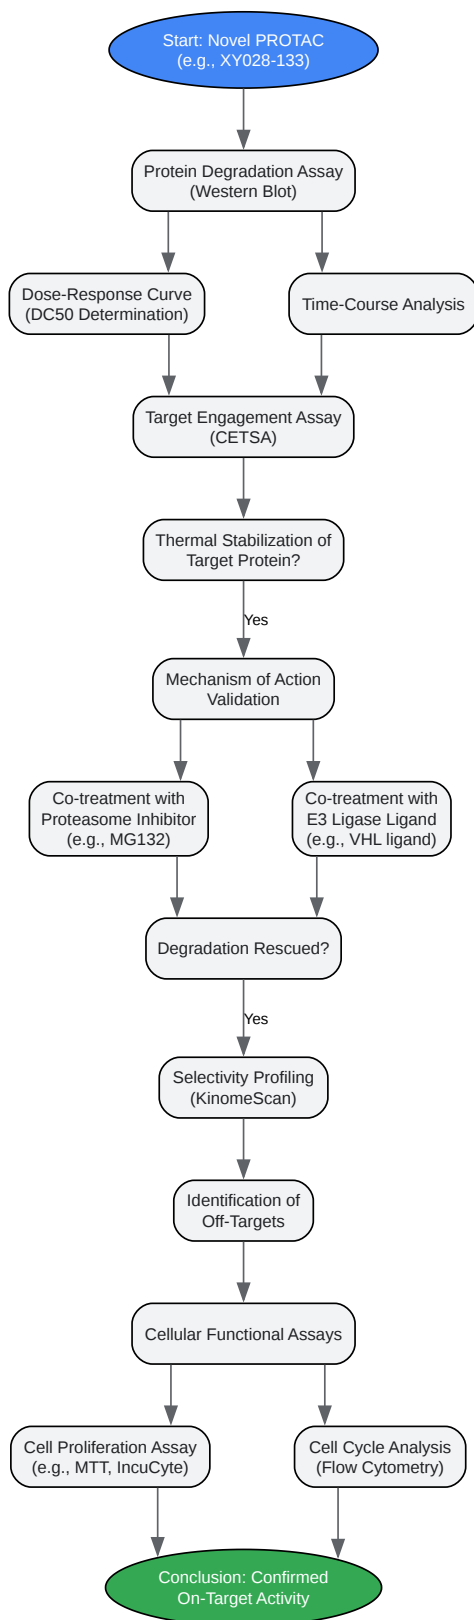 Start: Novel PROTAC
(e.g., XY028-133)
Protein Degradation Assay
(Western Blot)
Dose-Response Curve
(DC50 Determination)
Time-Course Analysis
Target Engagement Assay
(CETSA)
Thermal Stabilization of
Target Protein?
Yes
Mechanism of Action
Validation
Co-treatment with
Proteasome Inhibitor
(e.g., MG132)
Co-treatment with
E3 Ligase Ligand
(e.g., VHL ligand)
Degradation Rescued?
Yes
Selectivity Profiling
(KinomeScan)
Identification of
Off-Targets
Cellular Functional Assays
Cell Proliferation Assay
(e.g., MTT, IncuCyte)
Cell Cycle Analysis
(Flow Cytometry)
Conclusion: Confirmed
On-Target Activity